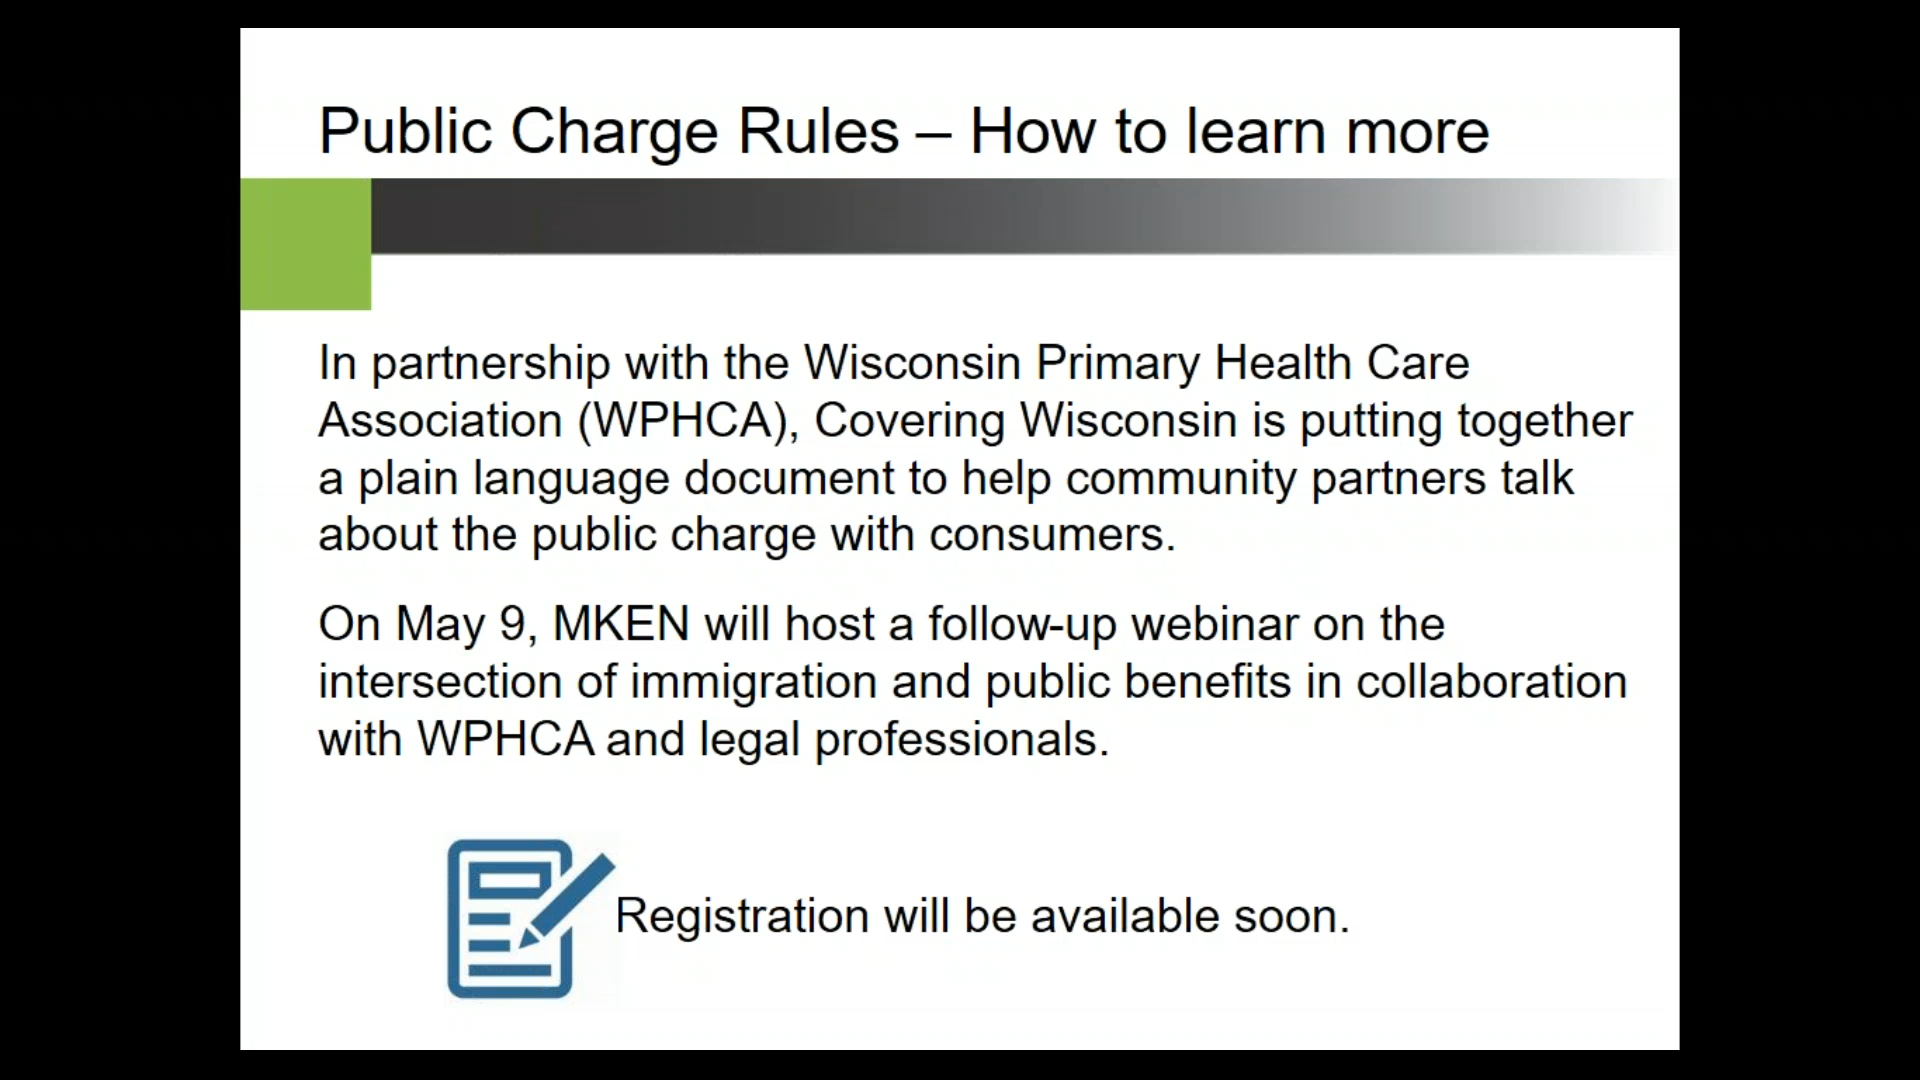 Public Charge Rules – How to learn more
In partnership with the Wisconsin Primary Health Care
Association (WPHCA), Covering Wisconsin is putting together
a plain language document to help community partners talk
about the public charge with consumers.
On May 9, MKEN will host a follow-up webinar on the
intersection of immigration and public benefits in collaboration
with WPHCA and legal professionals.
Registration will be available soon.